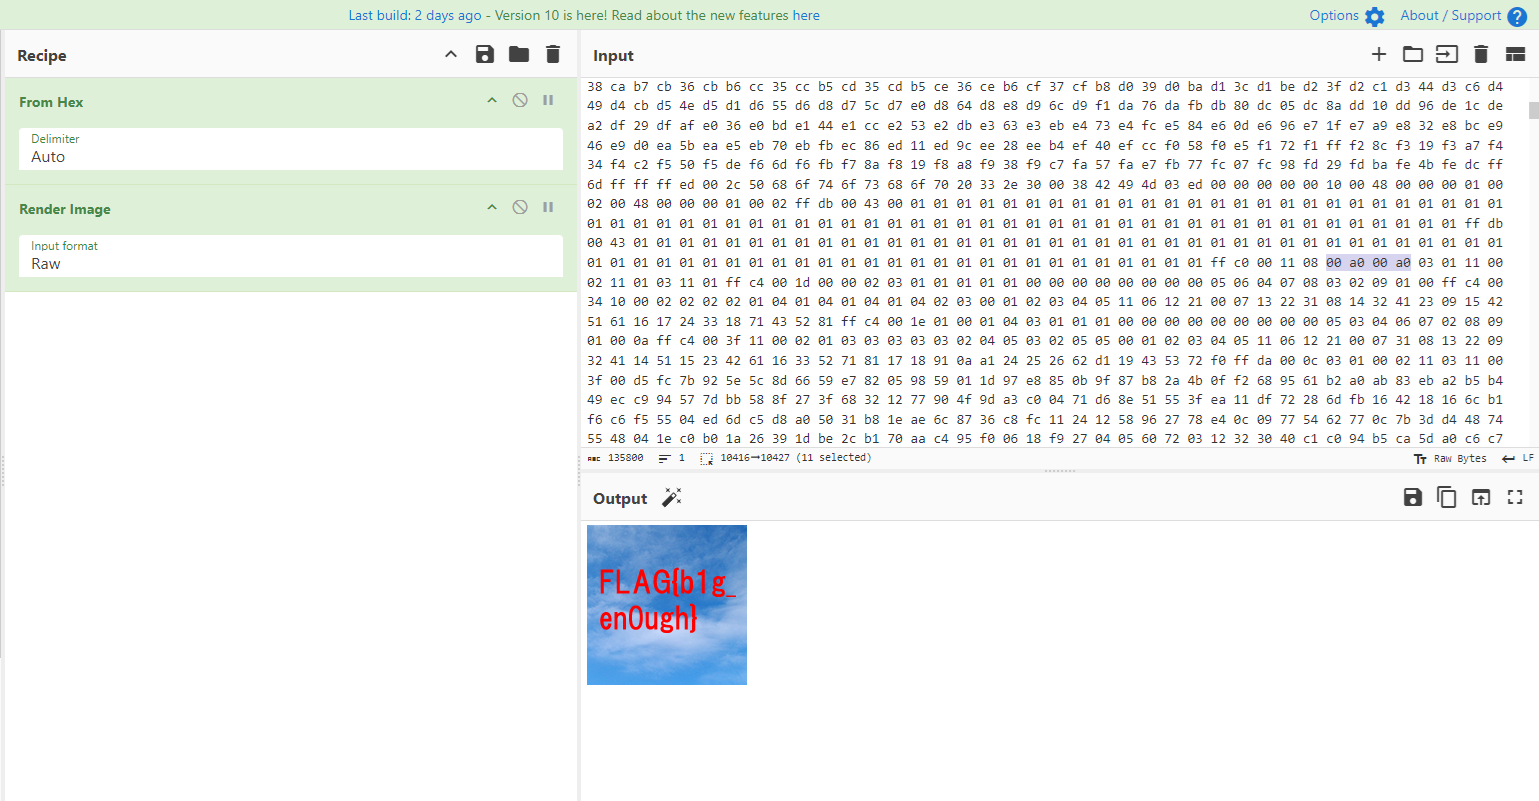 Last build: 2 days ago - Version 10 is here! Read about the new features here
Options
About / Support
Recipe
Input
From Hex
Delimiter
Auto
Render Image
Input format
Raw
38 ca b7 cb 36 cb b6 cc 35 cc b5 cd 35 cd b5 ce 36 ce b6 cf 37 cf b8 d0 39 d0 ba d1 3c d1 be d2 3f d2 c1 d3 44 d3 c6 d4
49 d4 cb d5 4e d5 d1 d6 55 d6 d8 d7 5c d7 e0 d8 64 d8 e8 d9 6c d9 f1 da 76 da fb db 80 dc 05 dc 8a dd 10 dd 96 de 1c de
a2 df 29 df af e0 36 e0 bd e1 44 e1 cc e2 53 e2 db e3 63 e3 eb e4 73 e4 fc e5 84 e6 0d e6 96 e7 1f e7 a9 e8 32 e8 bc e9
46 e9 d0 ea 5b ea e5 eb 70 eb fb ec 86 ed 11 ed 9c ee 28 ee b4 ef 40 ef cc f0 58 f0 e5 f1 72 f1 ff f2 8c f3 19 f3 a7 f4
34 f4 c2 f5 50 f5 de f6 6d f6 fb f7 8a f8 19 f8 a8 f9 38 f9 c7 fa 57 fa e7 fb 77 fc 07 fc 98 fd 29 fd ba fe 4b fe dc ff
6d ff ff ff ed 00 2c 50 68 6f 74 6f 73 68 6f 70 20 33 2e 30 00 38 42 49 4d 03 ed 00 00 00 00 00 10 00 48 00 00 00 01 00
02 00 48 00 00 00 01 00 02 ff db 00 43 00 01 01 01 01 01 01 01 01 01 01 01 01 01 01 01 01 01 01 01 01 01 01 01 01 01 01
01 01 01 01 01 01 01 01 01 01 01 01 01 01 01 01 01 01 01 01 01 01 01 01 01 01 01 01 01 01 01 01 01 01 01 01 01 01 ff db
00 43 01 01 01 01 01 01 01 01 01 01 01 01 01 01 01 01 01 01 01 01 01 01 01 01 01 01 01 01 01 01 01 01 01 01 01 01 01 01
01 01 01 01 01 01 01 01 01 01 01 01 01 01 01 01 01 01 01 01 01 01 01 01 01 01 01 ff c0 00 11 08 00 a0 00 a0 03 01 11 00
02 11 01 03 11 01 ff c4 00 1d 00 00 02 03 01 01 01 01 01 00 00 00 00 00 00 00 00 05 06 04 07 08 03 02 09 01 00 ff c4 00
34 10 00 02 02 02 02 01 04 01 04 01 04 01 04 02 03 00 01 02 03 04 05 11 06 12 21 00 07 13 22 31 08 14 32 41 23 09 15 42
51 61 16 17 24 33 18 71 43 52 81 ff c4 00 1e 01 00 01 04 03 01 01 01 00 00 00 00 00 00 00 00 00 05 03 04 06 07 02 08 09
01 00 0a ff c4 00 3f 11 00 02 01 03 03 03 03 03 02 04 05 03 02 05 05 00 01 02 03 04 05 11 06 12 21 00 07 31 08 13 22 09
32 41 14 51 15 23 42 61 16 33 52 71 81 17 18 91 0a a1 24 25 26 62 d1 19 43 53 72 f0 ff da 00 0c 03 01 00 02 11 03 11 00
3f 00 d5 fc 7b 92 5e 5c 8d 66 59 e7 82 05 98 59 01 1d 97 e8 85 0b 9f 87 b8 2a 4b 0f f2 68 95 61 b2 a0 ab 83 eb a2 b5 b4
49 ec c9 94 57 7d bb 58 8f 27 3f 68 32 12 77 90 4f 9d a3 c0 04 71 d6 8e 51 55 3f ea 11 df 72 28 6d fb 16 42 18 16 6c b1
f6 c6 f5 55 04 ed 6d c5 d8 a0 50 31 b8 1e ae 6c 87 36 c8 fc 11 24 12 58 96 27 78 e4 0c 09 77 54 62 77 0c 7b 3d d4 48 74
55 48 04 1e c0 b0 1a 26 39 1d be 2c b1 70 aa c4 95 f0 06 18 f9 27 04 05 60 72 03 12 32 30 40 c1 c0 94 b5 ca 5d a0 c6 c7
ABC 135800 1 10416→10427 (11 selected)
Tт Raw Bytes
LF
Output
FLAG{b1g_
en0ugh}